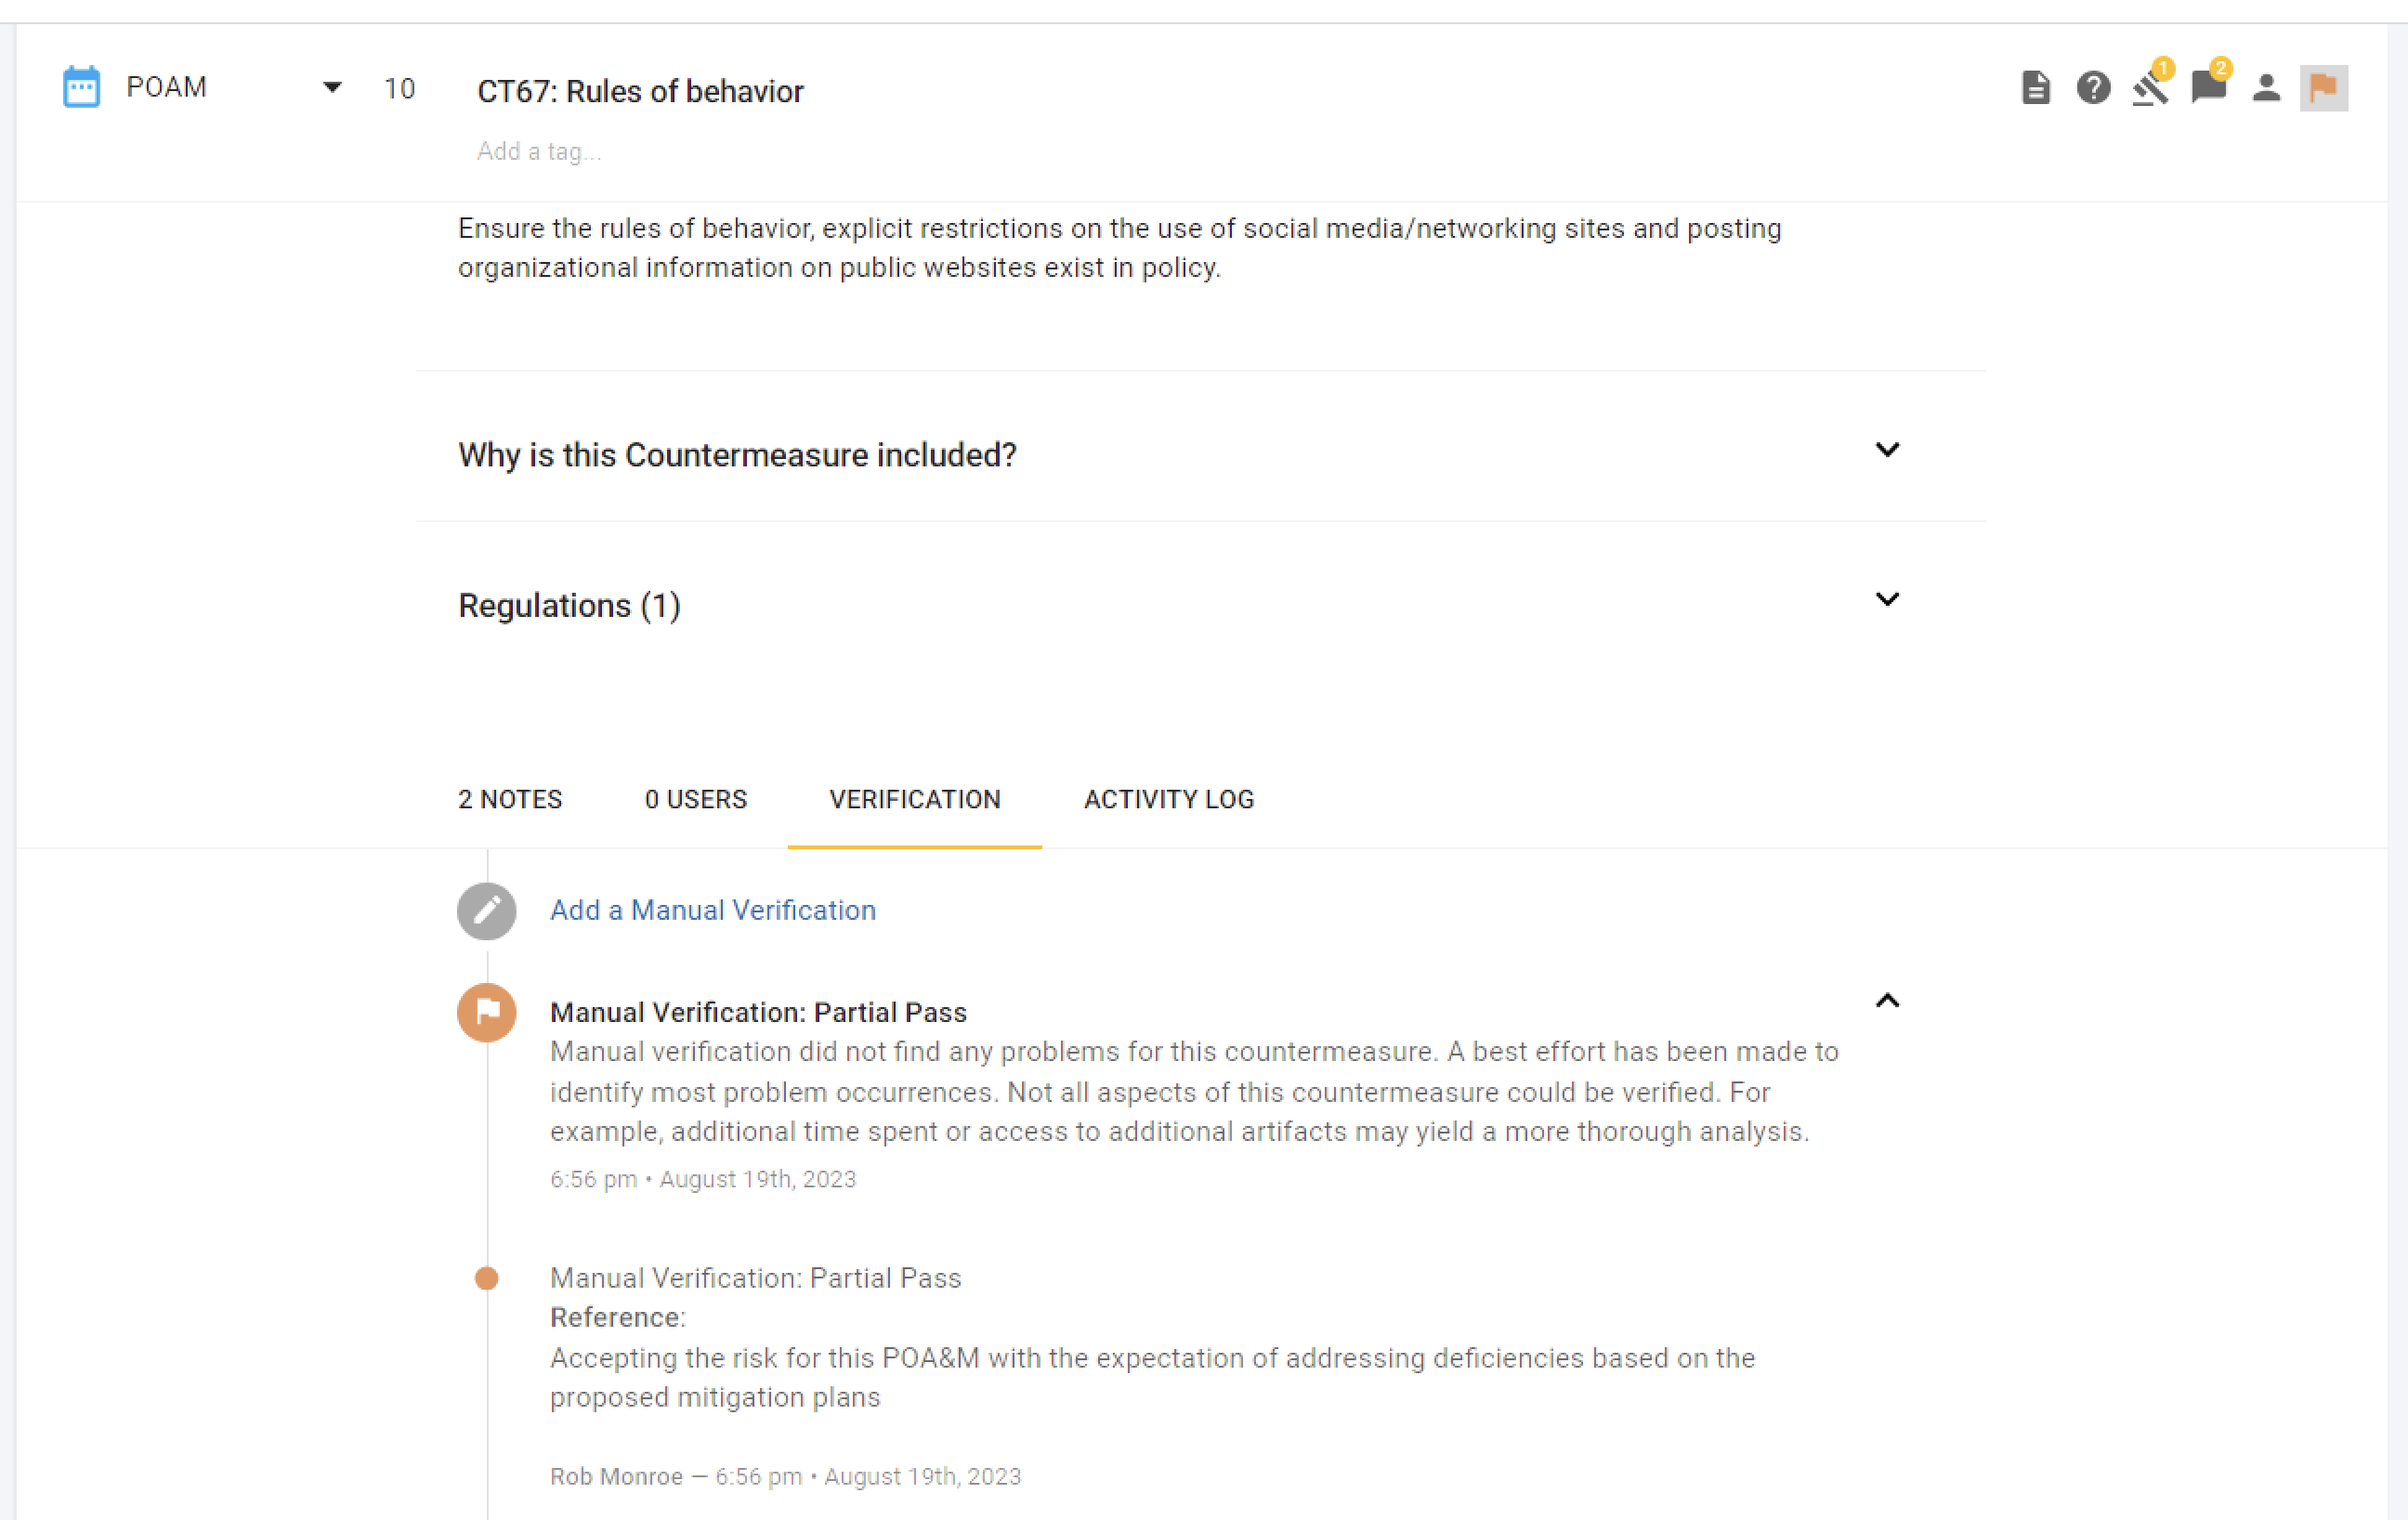 POAM
10
CT67: Rules of behavior
1
2
Add a tag...
Ensure the rules of behavior, explicit restrictions on the use of social media/networking sites and posting
organizational information on public websites exist in policy.
Why is this Countermeasure included?
Regulations (1)
2 NOTES
0 USERS
VERIFICATION
ACTIVITY LOG
Add a Manual Verification
Manual Verification: Partial Pass
Manual verification did not find any problems for this countermeasure. A best effort has been made to
identify most problem occurrences. Not all aspects of this countermeasure could be verified. For
example, additional time spent or access to additional artifacts may yield a more thorough analysis.
6:56 pm • August 19th, 2023
Manual Verification: Partial Pass
Reference:
Accepting the risk for this POA&M with the expectation of addressing deficiencies based on the
proposed mitigation plans
Rob Monroe — 6:56 pm • August 19th, 2023